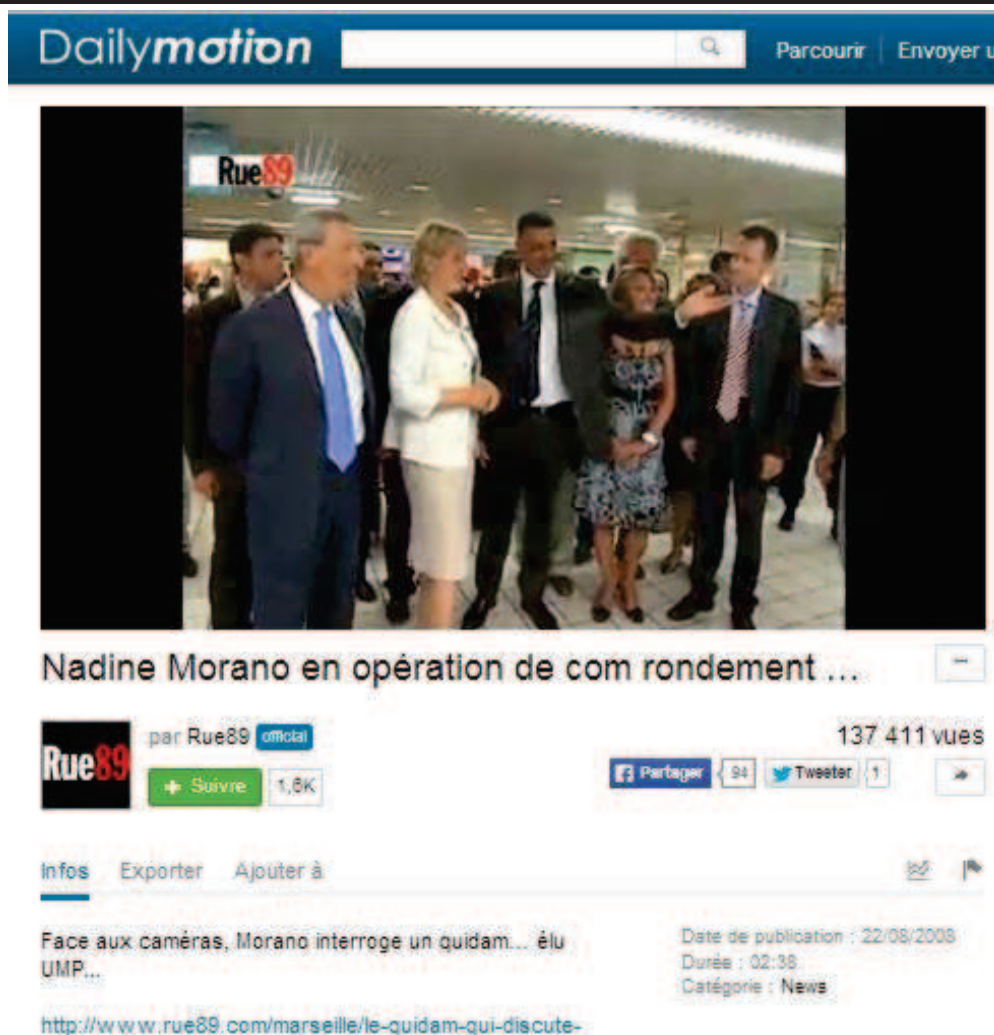 Dailymotion
Parcourir Envoyer u
Rue89
Nadine Morano en opération de com rondement ...
Rue89
par Rue89 official
137 411 vues
+ Suivre 1,6K
Partager 94 Tweeter 1
Infos Exporter Ajouter à
Face aux caméras, Morano interroge un quidam... élu
UMP...
Date de publication : 22/08/2008
Durée : 02:38
Catégorie : News
http://www.rue89.com/marseille/le-quidam-qui-discute-